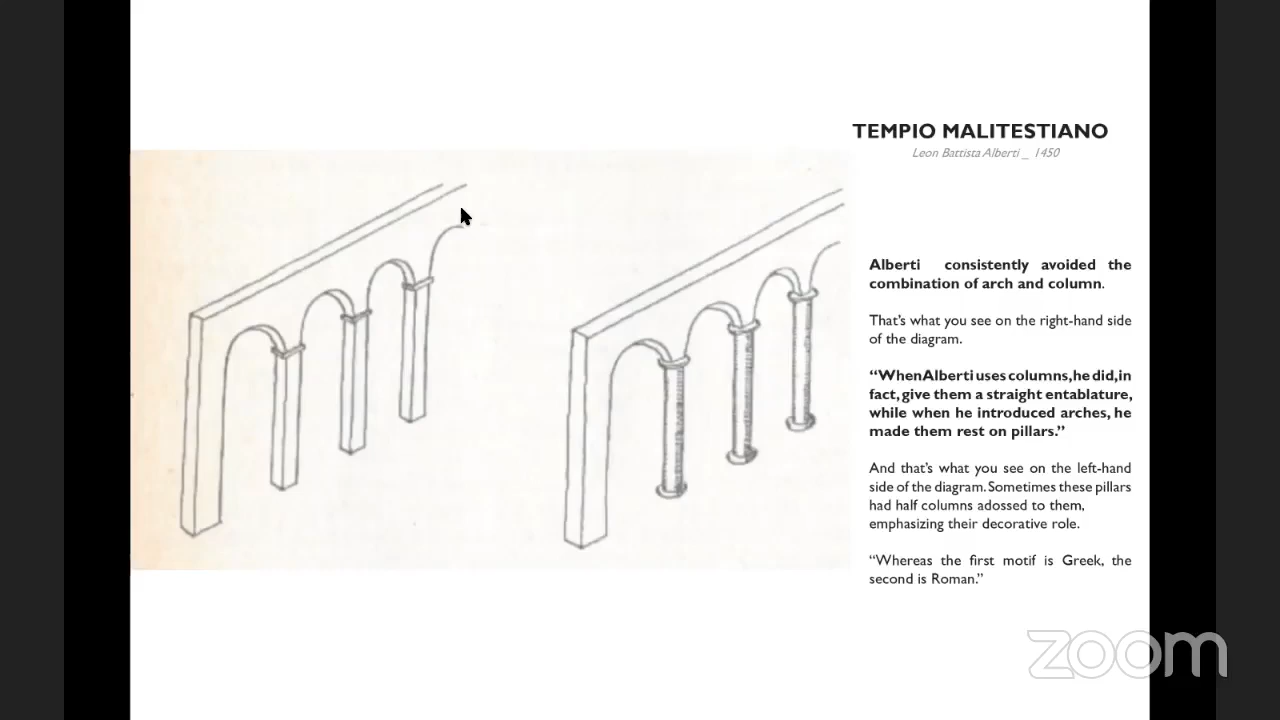 TEMPIO MALITESTIANO
Leon Battista Alberti _ 1450
Alberti consistently avoided the
combination of arch and column.
That's what you see on the right-hand side
of the diagram.
“When Alberti uses columns, he did, in
fact, give them a straight entablature,
while when he introduced arches, he
made them rest on pillars.”
And that's what you see on the left-hand
side of the diagram. Sometimes these pillars
had half columns adossed to them,
emphasizing their decorative role.
“Whereas the first motif is Greek, the
second is Roman.”
zoom